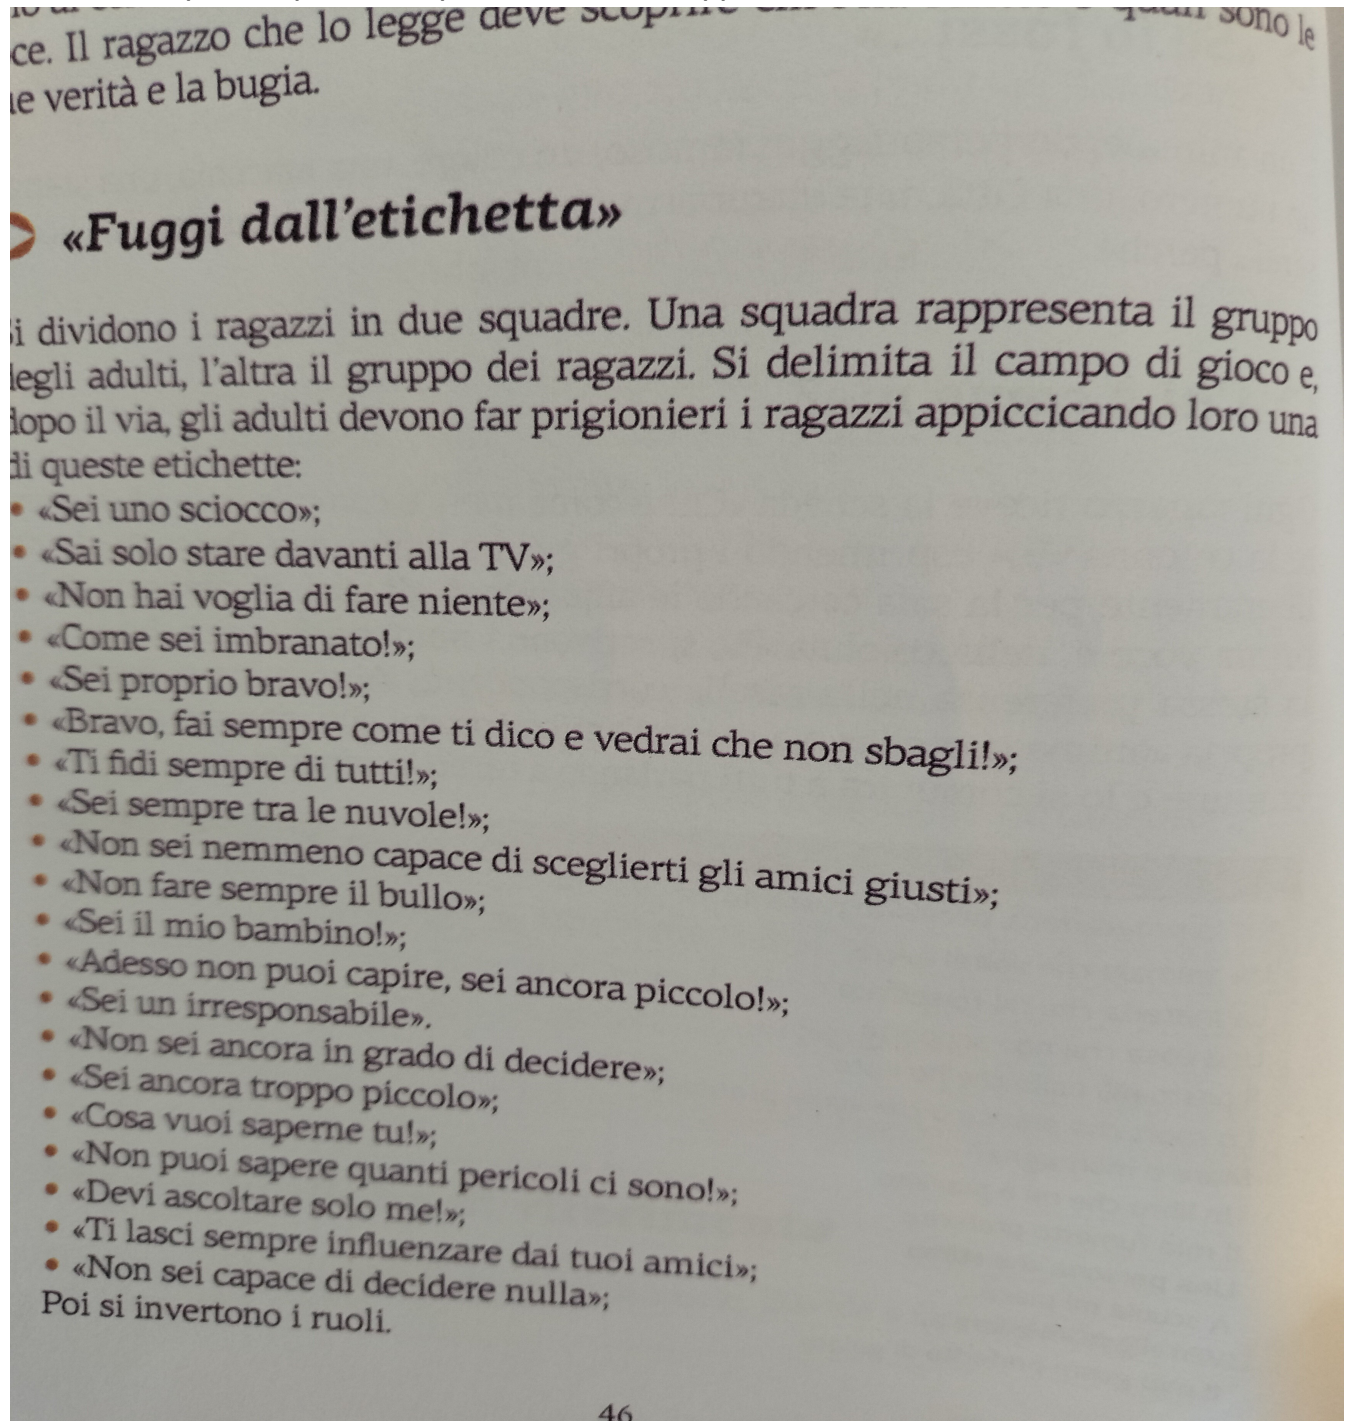 ce. Il ragazzo che lo legge deve scoprire sono le
e verità e la bugia.
«Fuggi dall'etichetta»
i dividono i ragazzi in due squadre. Una squadra rappresenta il gruppo
egli adulti, l'altra il gruppo dei ragazzi. Si delimita il campo di gioco e,
dopo il via, gli adulti devono far prigionieri i ragazzi appiccicando loro una
di queste etichette:
• «Sei uno sciocco»;
• «Sai solo stare davanti alla TV»;
• «Non hai voglia di fare niente»;
• «Come sei imbranato!»;
• «Sei proprio bravo!»;
• «Bravo, fai sempre come ti dico e vedrai che non sbagli!»;
• «Ti fidi sempre di tutti!»;
• «Sei sempre tra le nuvole!»;
• «Non sei nemmeno capace di sceglierti gli amici giusti»;
• «Non fare sempre il bullo»;
• «Sei il mio bambino!»;
• «Adesso non puoi capire, sei ancora piccolo!»;
• «Sei un irresponsabile».
• «Non sei ancora in grado di decidere»;
• «Sei ancora troppo piccolo»;
• «Cosa vuoi saperne tu!»;
• «Non puoi sapere quanti pericoli ci sono!»;
• «Devi ascoltare solo me!»;
• «Ti lasci sempre influenzare dai tuoi amici»;
• «Non sei capace di decidere nulla»;
Poi si invertono i ruoli.
46